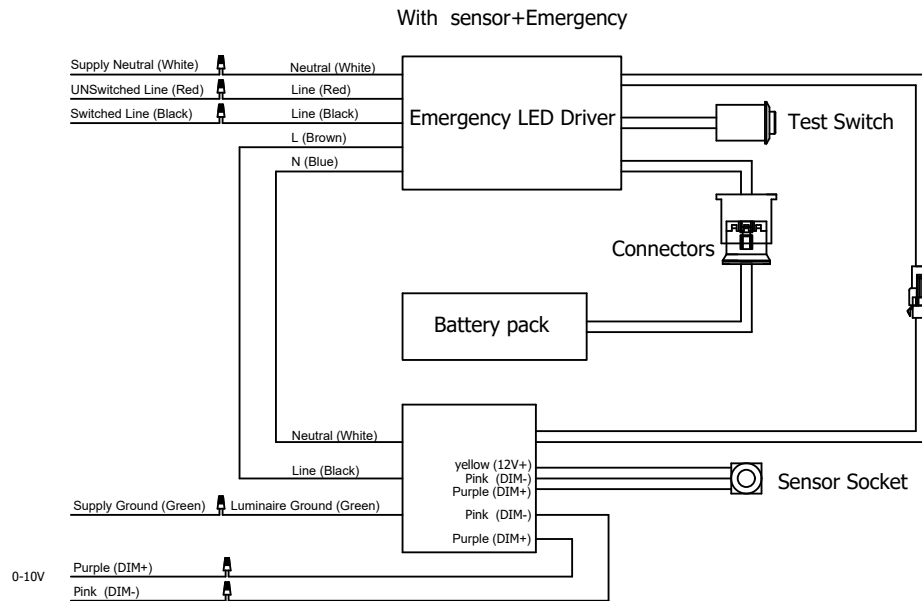 With sensor+Emergency
Supply Neutral (White)
Neutral (White)
UNSwitched Line (Red)
Line (Red)
Switched Line (Black)
Line (Black)
L (Brown)
N (Blue)
Emergency LED Driver
Test Switch
Connectors
Battery pack
Neutral (White)
Line (Black)
yellow (12V+)
Pink (DIM-)
Purple (DIM+)
Sensor Socket
Supply Ground (Green)
Luminaire Ground (Green)
Pink (DIM-)
Purple (DIM+)
0-10V
Purple (DIM+)
Pink (DIM-)